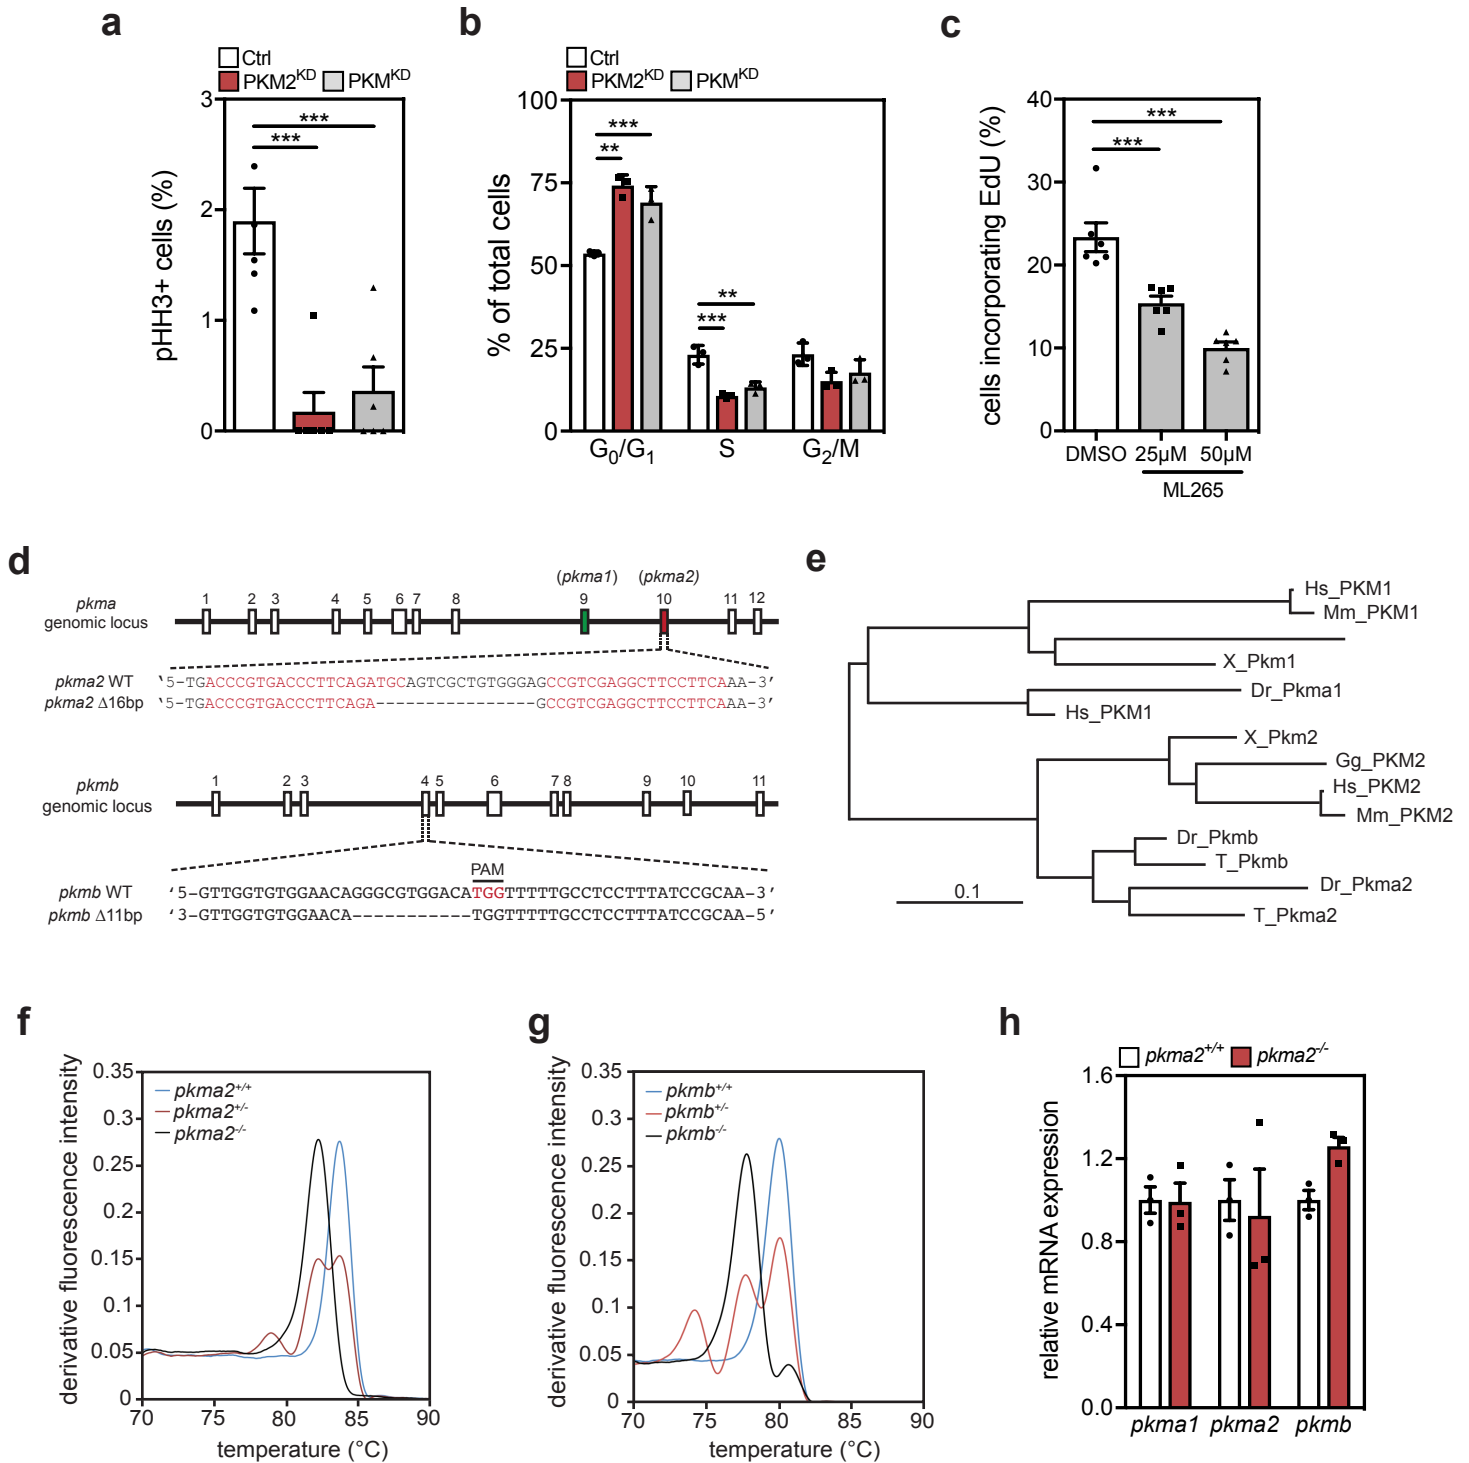 a
Ctrl
PKM2KD PKMKD
pHH3+ cells (%)
3
2
1
0
***
***
b
Ctrl
PKM2KD PKMKD
% of total cells
100
75
50
25
0
***
**
**
***
G0/G1 S G2/M
c
cells incorporating EdU (%)
40
30
20
10
0
***
***
DMSO 25µM 50µM
ML265
d
(pkma1) (pkma2)
pkma
genomic locus
1 2 3 4 5 6 7 8 9 10 11 12
pkma2 WT ‘5-TGACCCGTGACCCTTCAGATGCAGTCGCTGTGGGAGCCGTCGAGGCTTCCTTCAAA-3’
pkma2 Δ16bp ‘5-TGACCCGTGACCCTTCAGA----------------GCCGTCGAGGCTTCCTTCAAA-3’
pkmb
genomic locus
1 2 3 4 5 6 7 8 9 10 11
PAM
pkmb WT ‘5-GTTGGTGTGGAACAGGGCGTGGACATGGTTTTTGCCTCCTTTATCCGCAA-3’
pkmb Δ11bp ‘3-GTTGGTGTGGAACA-----------TGGTTTTTGCCTCCTTTATCCGCAA-5’
e
Hs_PKM1
Mm_PKM1
X_Pkm1
Dr_Pkma1
Hs_PKM1
X_Pkm2
Gg_PKM2
Hs_PKM2
Mm_PKM2
Dr_Pkmb
T_Pkmb
Dr_Pkma2
T_Pkma2
0.1
f
derivative fluorescence intensity
0.35
0.3
0.25
0.2
0.15
0.1
0.05
0
pkma2+/+
pkma2+/-
pkma2-/-
70 75 80 85 90
temperature (°C)
g
derivative fluorescence intensity
0.35
0.3
0.25
0.2
0.15
0.1
0.05
0
pkmb+/+
pkmb+/-
pkmb-/-
70 75 80 85 90
temperature (°C)
h
pkma2+/+ pkma2-/-
relative mRNA expression
1.6
1.2
0.8
0.4
0.0
pkma1 pkma2 pkmb